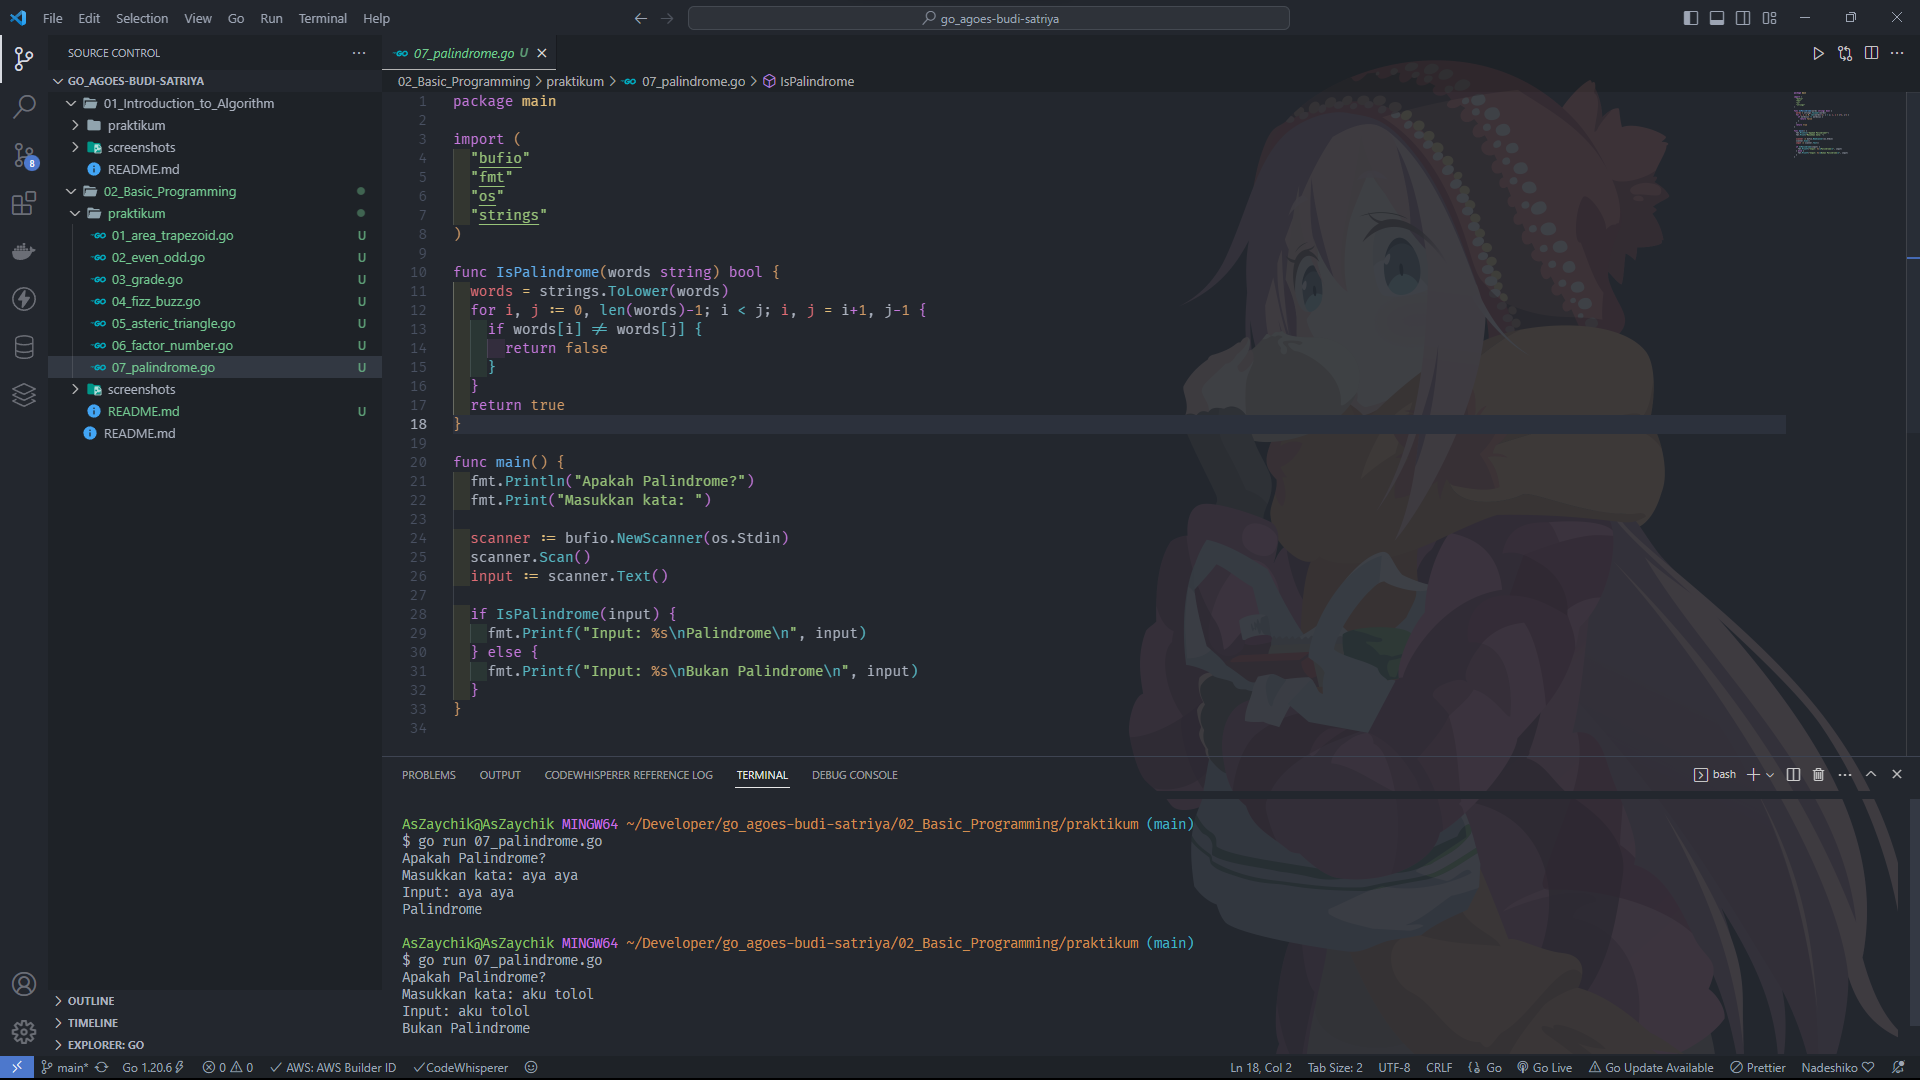 File Edit Selection View Go Run Terminal Help
go_agoes-budi-satriya
SOURCE CONTROL
GO_AGOES-BUDI-SATRIYA
01_Introduction_to_Algorithm
praktikum
screenshots
README.md
02_Basic_Programming
praktikum
01_area_trapezoid.go U
02_even_odd.go U
03_grade.go U
04_fizz_buzz.go U
05_asteric_triangle.go U
06_factor_number.go U
07_palindrome.go U
screenshots
README.md U
README.md
8
OUTLINE
TIMELINE
EXPLORER: GO
07_palindrome.go U
02_Basic_Programming > praktikum > 07_palindrome.go > IsPalindrome
1 package main
2
3 import (
4 "bufio"
5 "fmt"
6 "os"
7 "strings"
8 )
9
10 func IsPalindrome(words string) bool {
11 words = strings.ToLower(words)
12 for i, j := 0, len(words)-1; i < j; i, j = i+1, j-1 {
13 if words[i] ≠ words[j] {
14 return false
15 }
16 }
17 return true
18 }
19
20 func main() {
21 fmt.Println("Apakah Palindrome?")
22 fmt.Print("Masukkan kata: ")
23
24 scanner := bufio.NewScanner(os.Stdin)
25 scanner.Scan()
26 input := scanner.Text()
27
28 if IsPalindrome(input) {
29 fmt.Printf("Input: %s\nPalindrome\n", input)
30 } else {
31 fmt.Printf("Input: %s\nBukan Palindrome\n", input)
32 }
33 }
34
PROBLEMS OUTPUT CODEWHISPERER REFERENCE LOG TERMINAL DEBUG CONSOLE
bash
AsZaychik@AsZaychik MINGW64 ~/Developer/go_agoes-budi-satriya/02_Basic_Programming/praktikum (main)
$ go run 07_palindrome.go
Apakah Palindrome?
Masukkan kata: aya aya
Input: aya aya
Palindrome
AsZaychik@AsZaychik MINGW64 ~/Developer/go_agoes-budi-satriya/02_Basic_Programming/praktikum (main)
$ go run 07_palindrome.go
Apakah Palindrome?
Masukkan kata: aku tolol
Input: aku tolol
Bukan Palindrome
main* Go 1.20.6 0 0 AWS: AWS Builder ID CodeWhisperer Ln 18, Col 2 Tab Size: 2 UTF-8 CRLF {} Go Go Live Go Update Available Prettier Nadeshiko